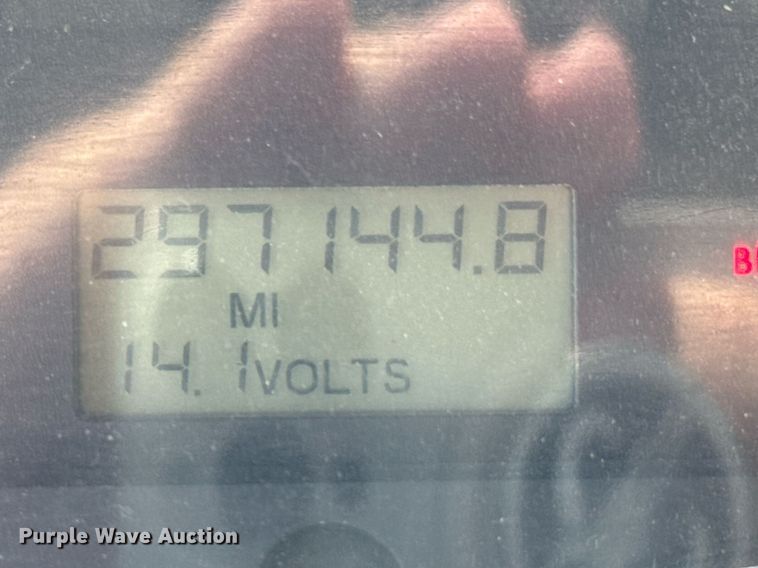 297144.8
MI
14.1VOLTS
Purple Wave Auction